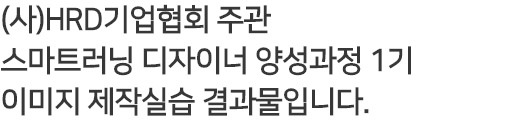 (사)HRD기업협회 주관
스마트러닝 디자이너 양성과정 1기
이미지 제작실습 결과물입니다.